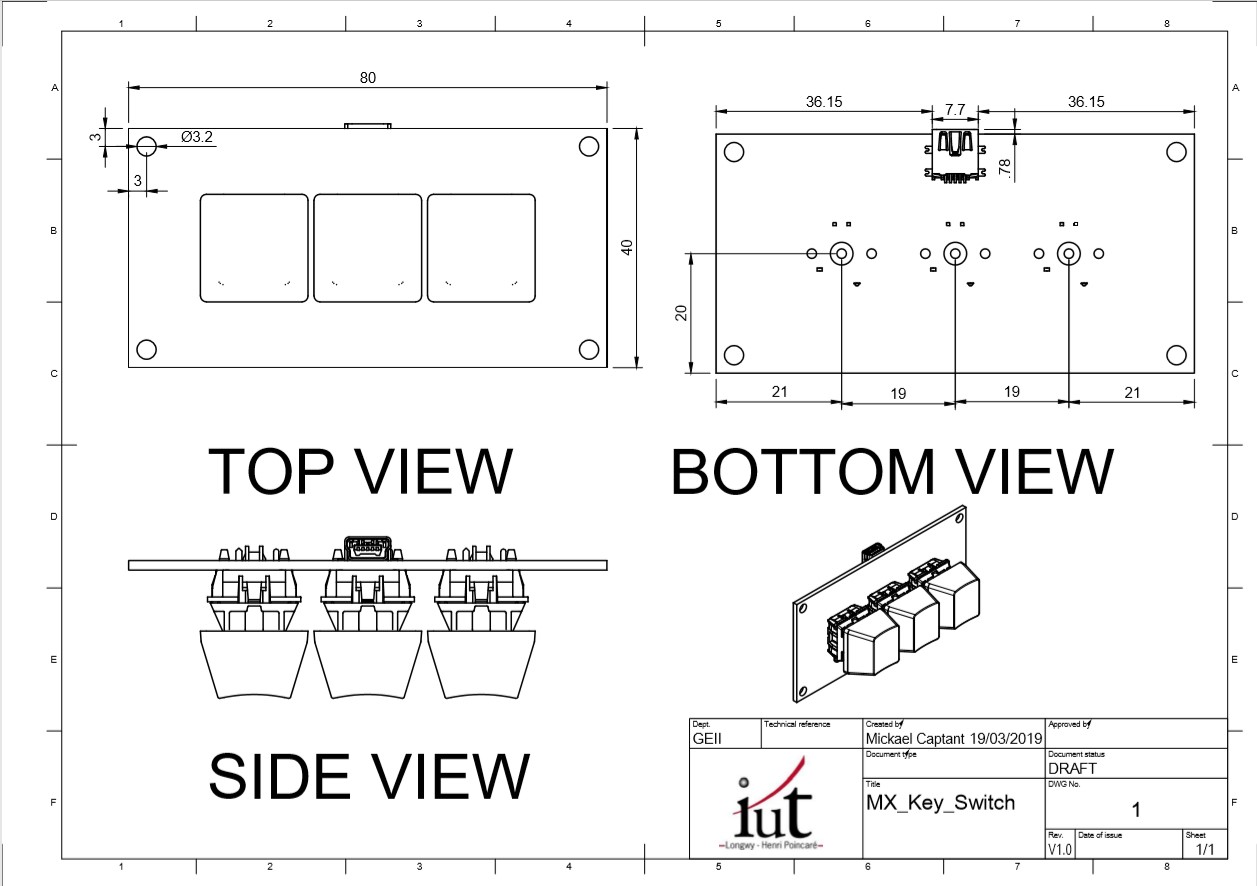 1 2 3 4 5 6 7 8
A A
B B
C C
D D
E E
F F
80
3
Ø3.2
3
40
36.15 7.7 36.15
.78
20
21 19 19 21
TOP VIEW
BOTTOM VIEW
SIDE VIEW
Dept.
GEII
Technical reference
Created by
Mickael Captant 19/03/2019
Approved by
Document type
Document status
DRAFT
Title
MX_Key_Switch
DWG No.
1
Rev.
V1.0
Date of issue
Sheet
1/1
iut
Longwy - Henri Poincaré
1 2 3 4 5 6 7 8